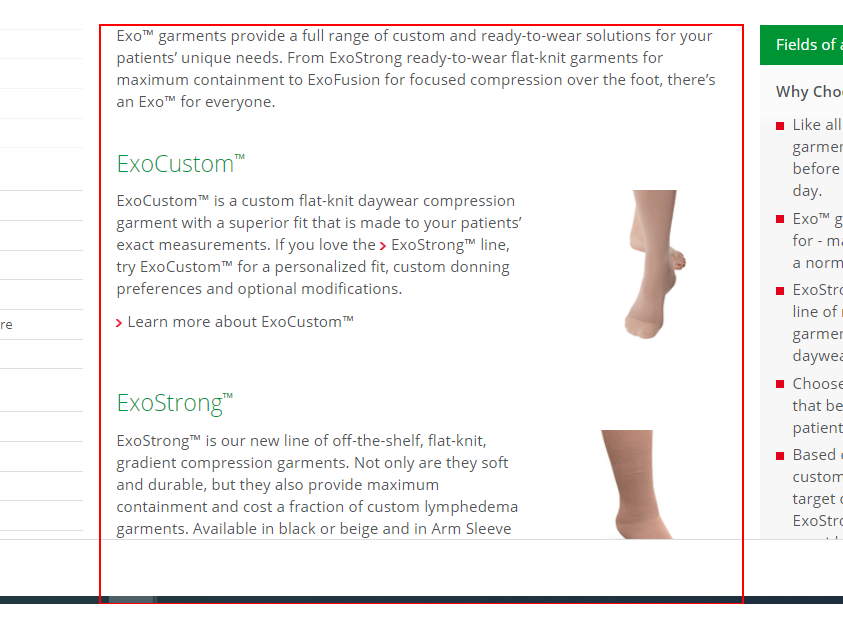 Exo™ garments provide a full range of custom and ready-to-wear solutions for your
patients’ unique needs. From ExoStrong ready-to-wear flat-knit garments for
maximum containment to ExoFusion for focused compression over the foot, there’s
an Exo™ for everyone.
ExoCustom™
ExoCustom™ is a custom flat-knit daywear compression
garment with a superior fit that is made to your patients’
exact measurements. If you love the › ExoStrong™ line,
try ExoCustom™ for a personalized fit, custom donning
preferences and optional modifications.
› Learn more about ExoCustom™
ExoStrong™
ExoStrong™ is our new line of off-the-shelf, flat-knit,
gradient compression garments. Not only are they soft
and durable, but they also provide maximum
containment and cost a fraction of custom lymphedema
garments. Available in black or beige and in Arm Sleeve
re
Fields of a
Why Choo
Like all
garmen
before
day.
Exo™ g
for - ma
a norm
ExoStro
line of
garmen
daywea
Choose
that be
patient
Based o
custom
target c
ExoStro